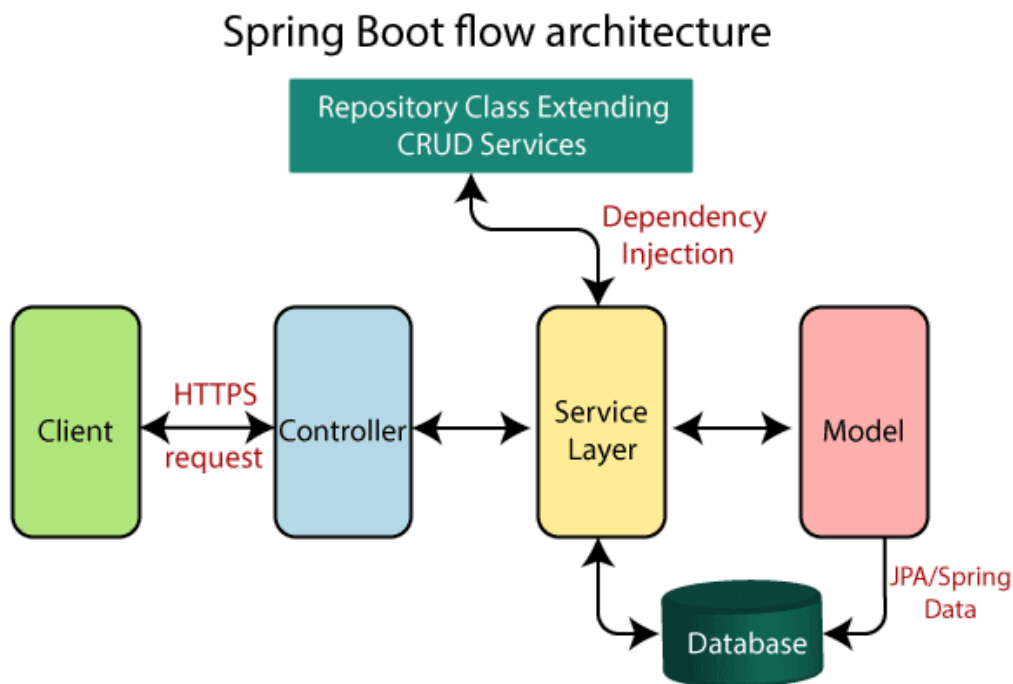 Spring Boot flow architecture
Repository Class Extending
CRUD Services
Dependency
Injection
Client
HTTPS
request
Controller
Service
Layer
Model
JPA/Spring
Data
Database